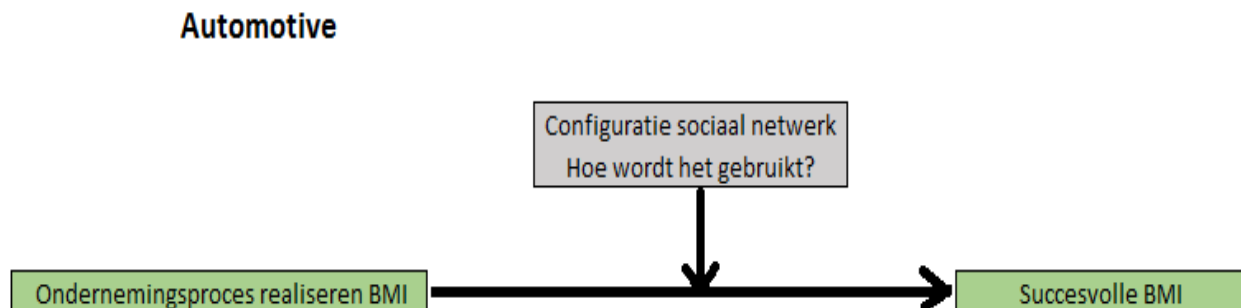 Automotive
Configuratie sociaal netwerk
Hoe wordt het gebruikt?
Ondernemingsproces realiseren BMI
Succesvolle BMI